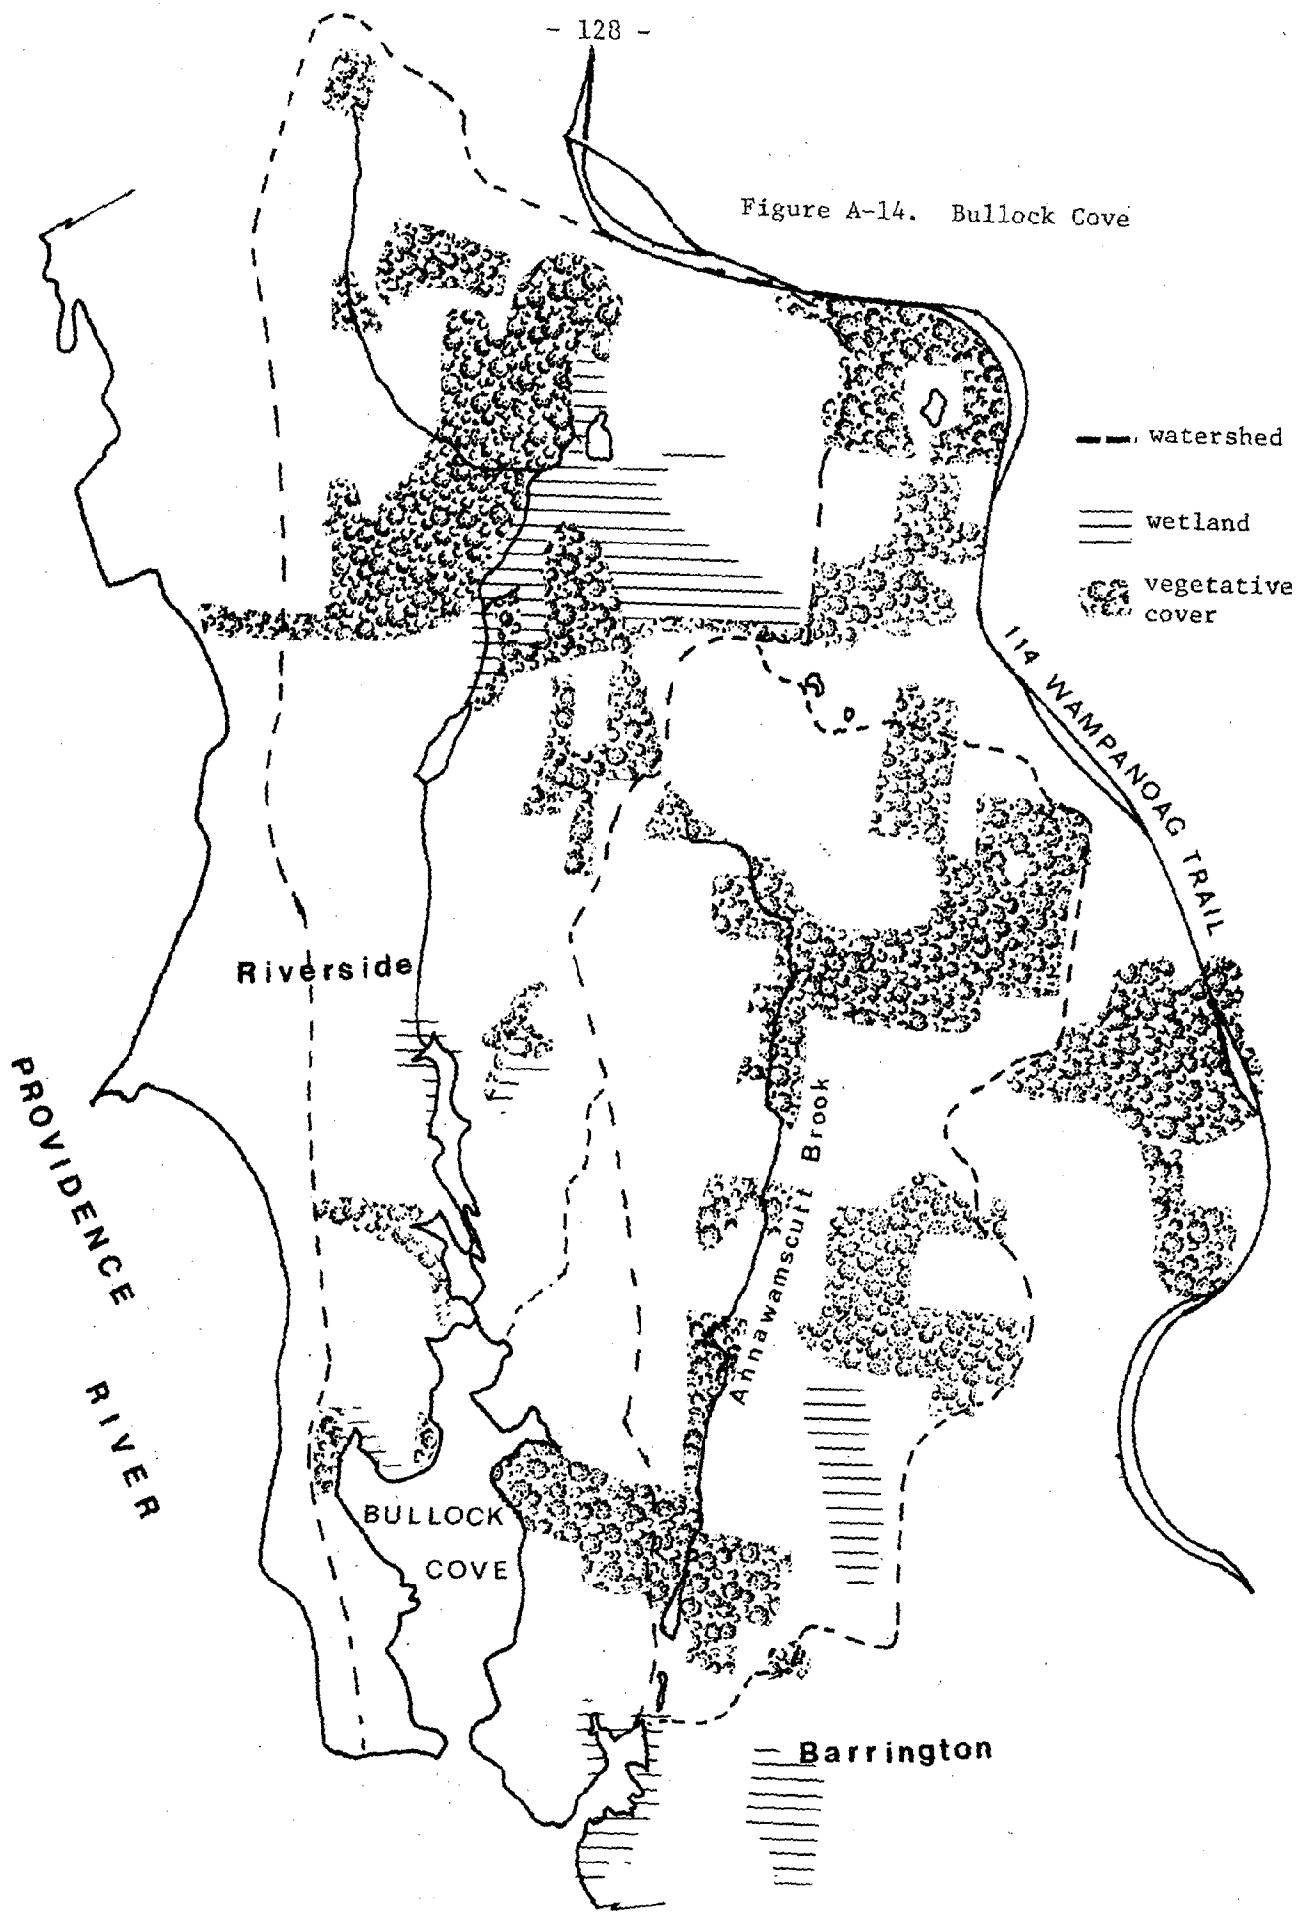 - 128 -
Figure A-14. Bullock Cove
watershed
wetland
vegetative
cover
114 WAMPANOAG TRAIL
Riverside
PROVIDENCE
RIVER
Annawamscutt Brook
BULLOCK
COVE
Barrington